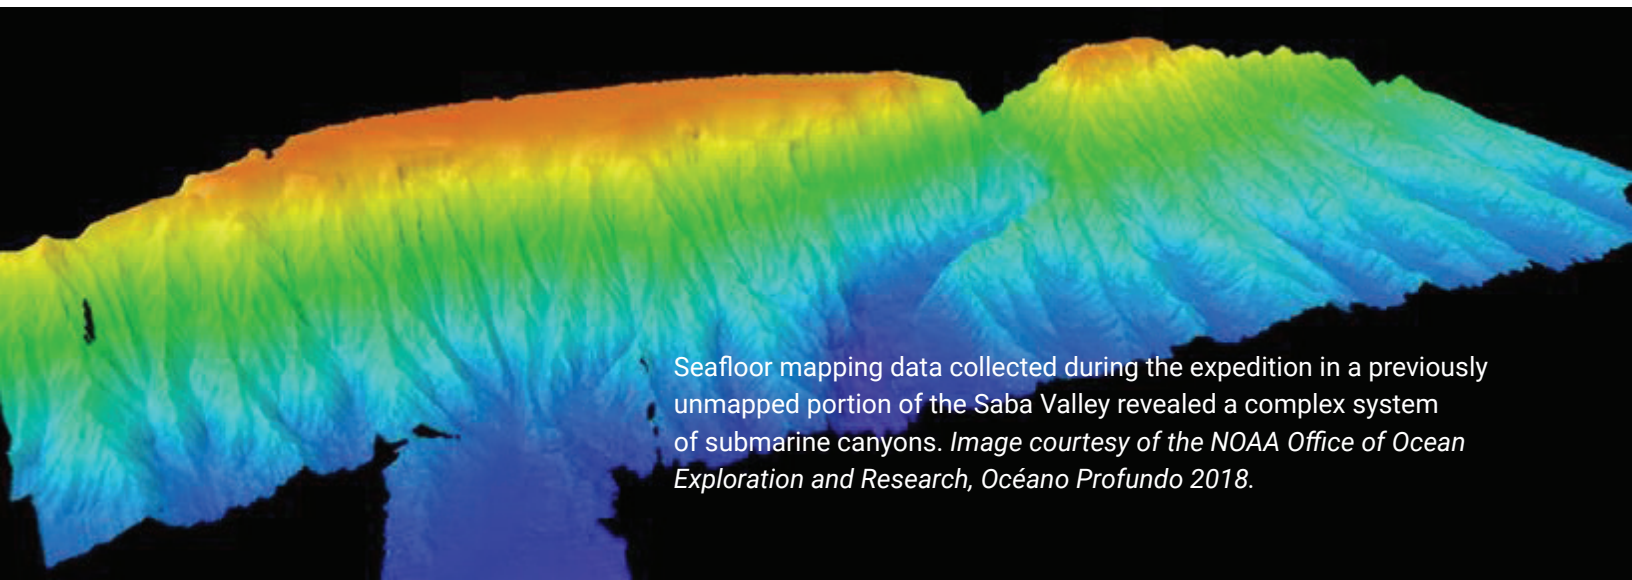 Seafloor mapping data collected during the expedition in a previously
unmapped portion of the Saba Valley revealed a complex system
of submarine canyons. Image courtesy of the NOAA Office of Ocean
Exploration and Research, Océano Profundo 2018.